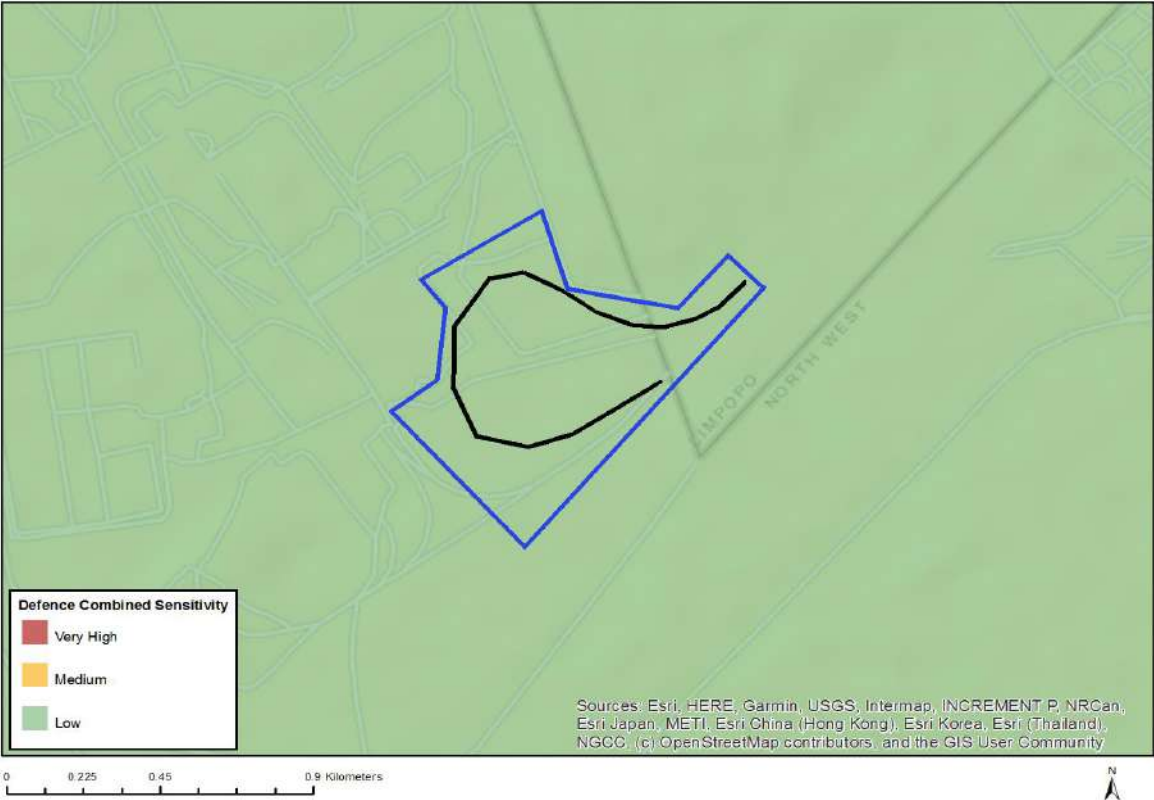 LIMPOPO
NORTH WEST
Defence Combined Sensitivity
Very High
Medium
Low
Sources: Esri, HERE, Garmin, USGS, Intermap, INCREMENT P, NRCan,
Esri Japan, METI, Esri China (Hong Kong), Esri Korea, Esri (Thailand),
NGCC, (c) OpenStreetMap contributors, and the GIS User Community
0 0.225 0.45 0.9 Kilometers
N